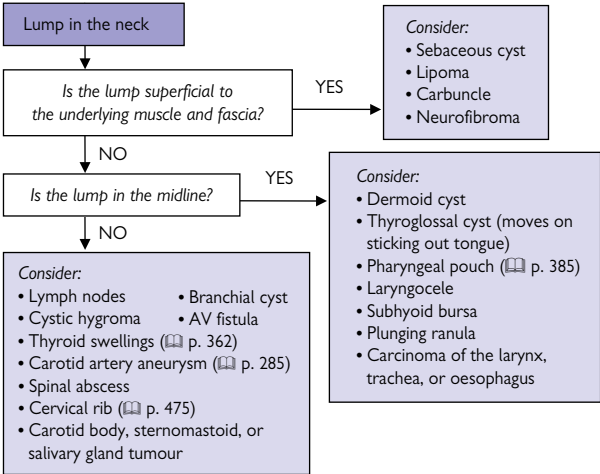 Lump in the neck
Is the lump superficial to
the underlying muscle and fascia?
YES
Consider:
• Sebaceous cyst
• Lipoma
• Carbuncle
• Neurofibroma
NO
Is the lump in the midline?
YES
Consider:
• Dermoid cyst
• Thyroglossal cyst (moves on
sticking out tongue)
• Pharyngeal pouch (📖 p. 385)
• Laryngocele
• Subhyoid bursa
• Plunging ranula
• Carcinoma of the larynx,
trachea, or oesophagus
NO
Consider:
• Lymph nodes • Branchial cyst
• Cystic hygroma • AV fistula
• Thyroid swellings (📖 p. 362)
• Carotid artery aneurysm (📖 p. 285)
• Spinal abscess
• Cervical rib (📖 p. 475)
• Carotid body, sternomastoid, or
salivary gland tumour